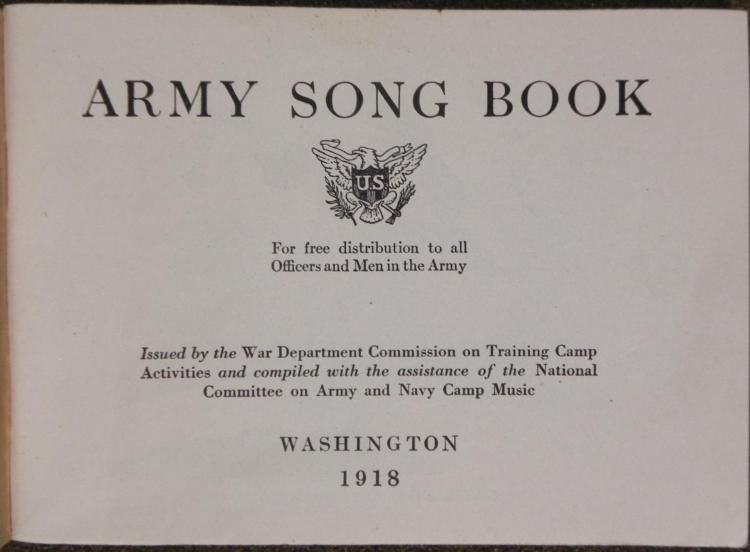 ARMY SONG BOOK
U.S.
For free distribution to all
Officers and Men in the Army
Issued by the War Department Commission on Training Camp
Activities and compiled with the assistance of the National
Committee on Army and Navy Camp Music
WASHINGTON
1918